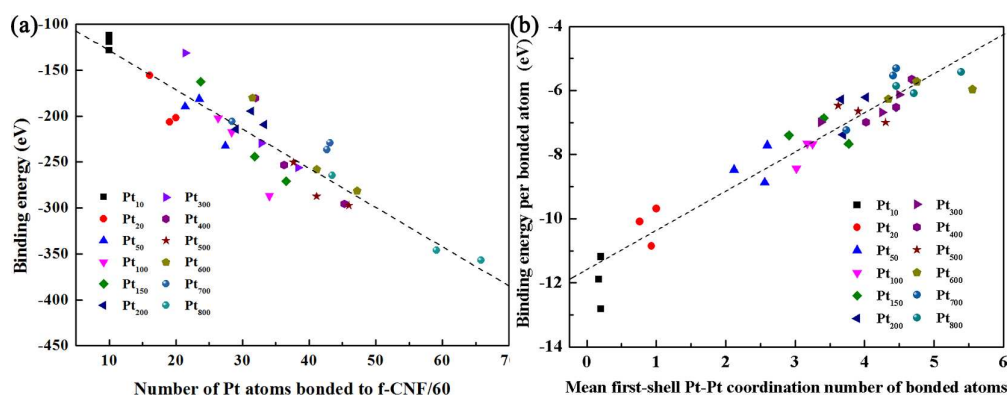 (a)
-100
-150
-200
-250
-300
-350
-400
-450
Binding energy (eV)
Pt10 Pt300
Pt20 Pt400
Pt50 Pt500
Pt100 Pt600
Pt150 Pt700
Pt200 Pt800
0 10 20 30 40 50 60 70
Number of Pt atoms bonded to f-CNF/60
(b)
-4
-6
-8
-10
-12
-14
Binding energy per bonded atom (eV)
Pt10 Pt300
Pt20 Pt400
Pt50 Pt500
Pt100 Pt600
Pt150 Pt700
Pt200 Pt800
0 1 2 3 4 5 6
Mean first-shell Pt-Pt coordination number of bonded atoms